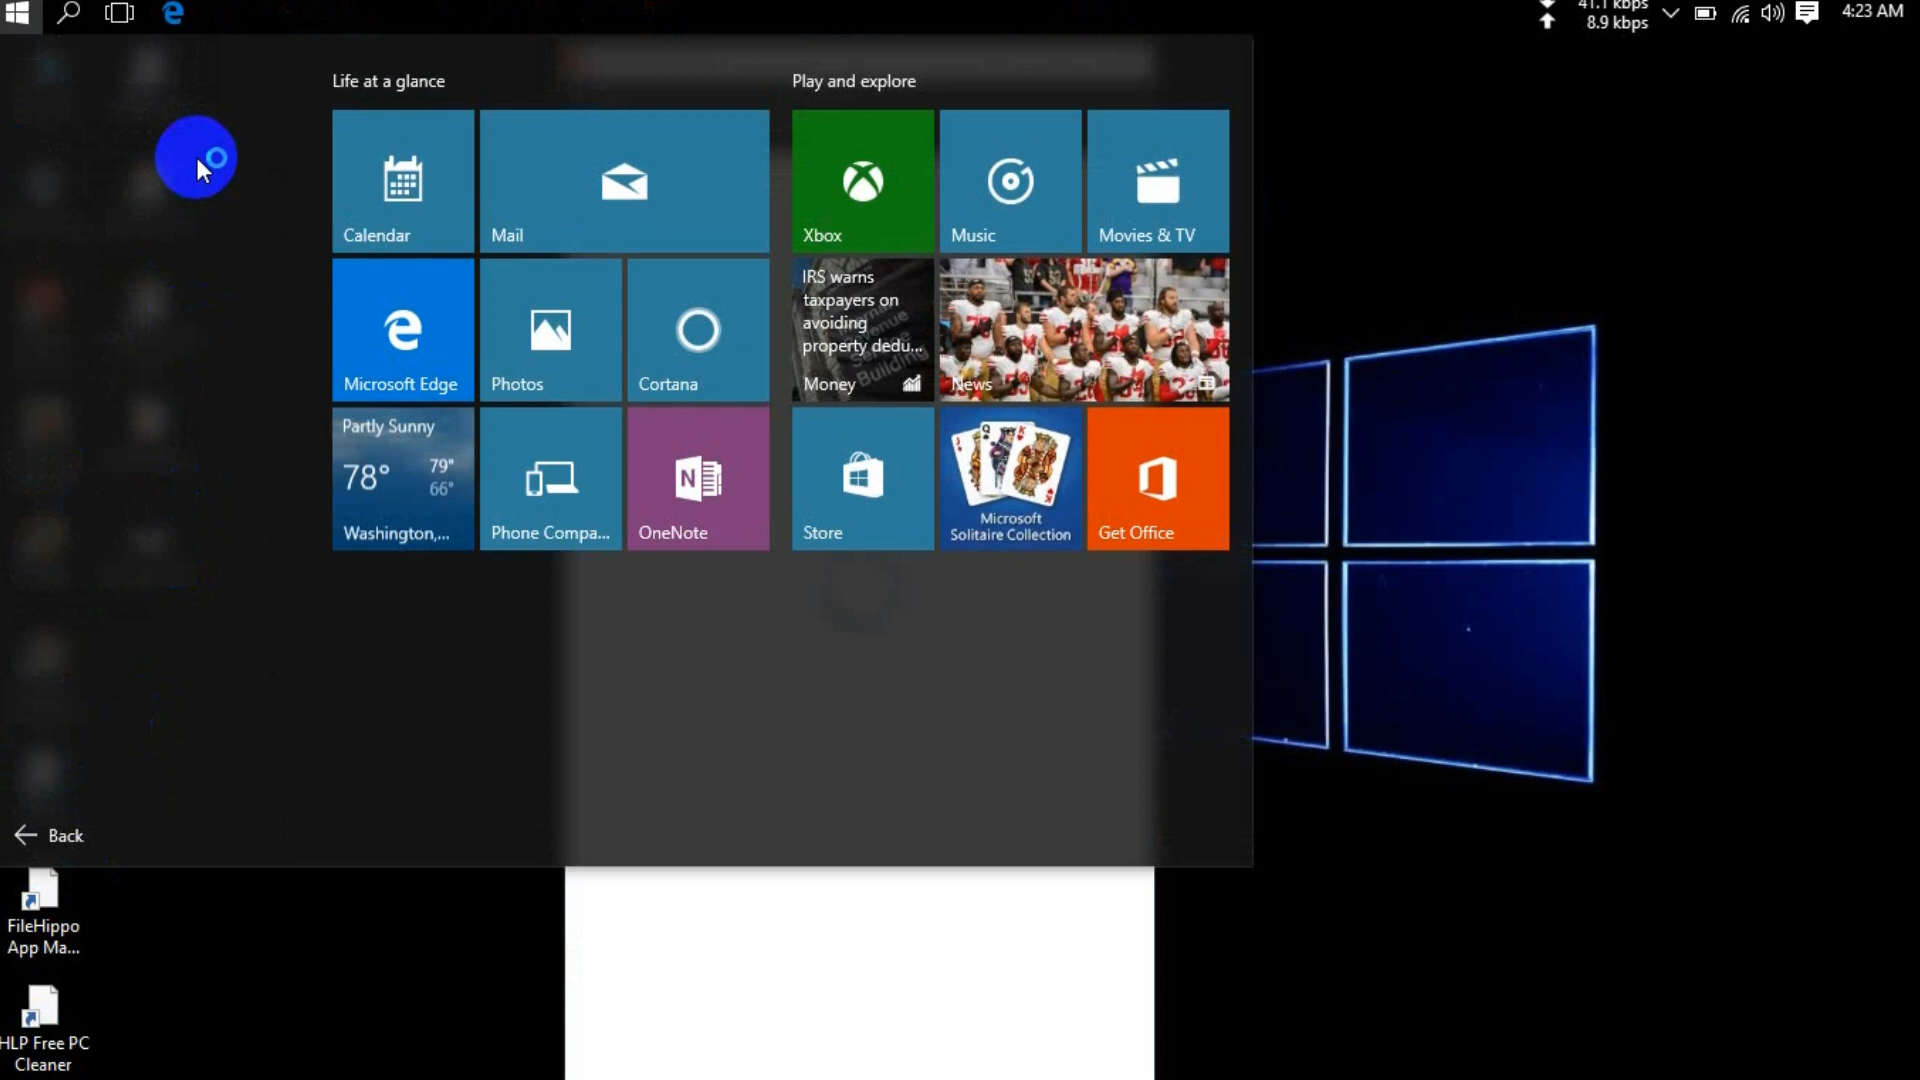 41.1 kbps
8.9 kbps
4:23 AM
Life at a glance
Play and explore
Calendar
Mail
Xbox
Music
Movies & TV
Microsoft Edge
Photos
Cortana
IRS warns
taxpayers on
avoiding
property dedu...
Money
News
Partly Sunny
78°
79°
66°
Washington,...
Phone Compa...
OneNote
Store
Microsoft
Solitaire Collection
Get Office
Back
FileHippo
App Ma...
HLP Free PC
Cleaner